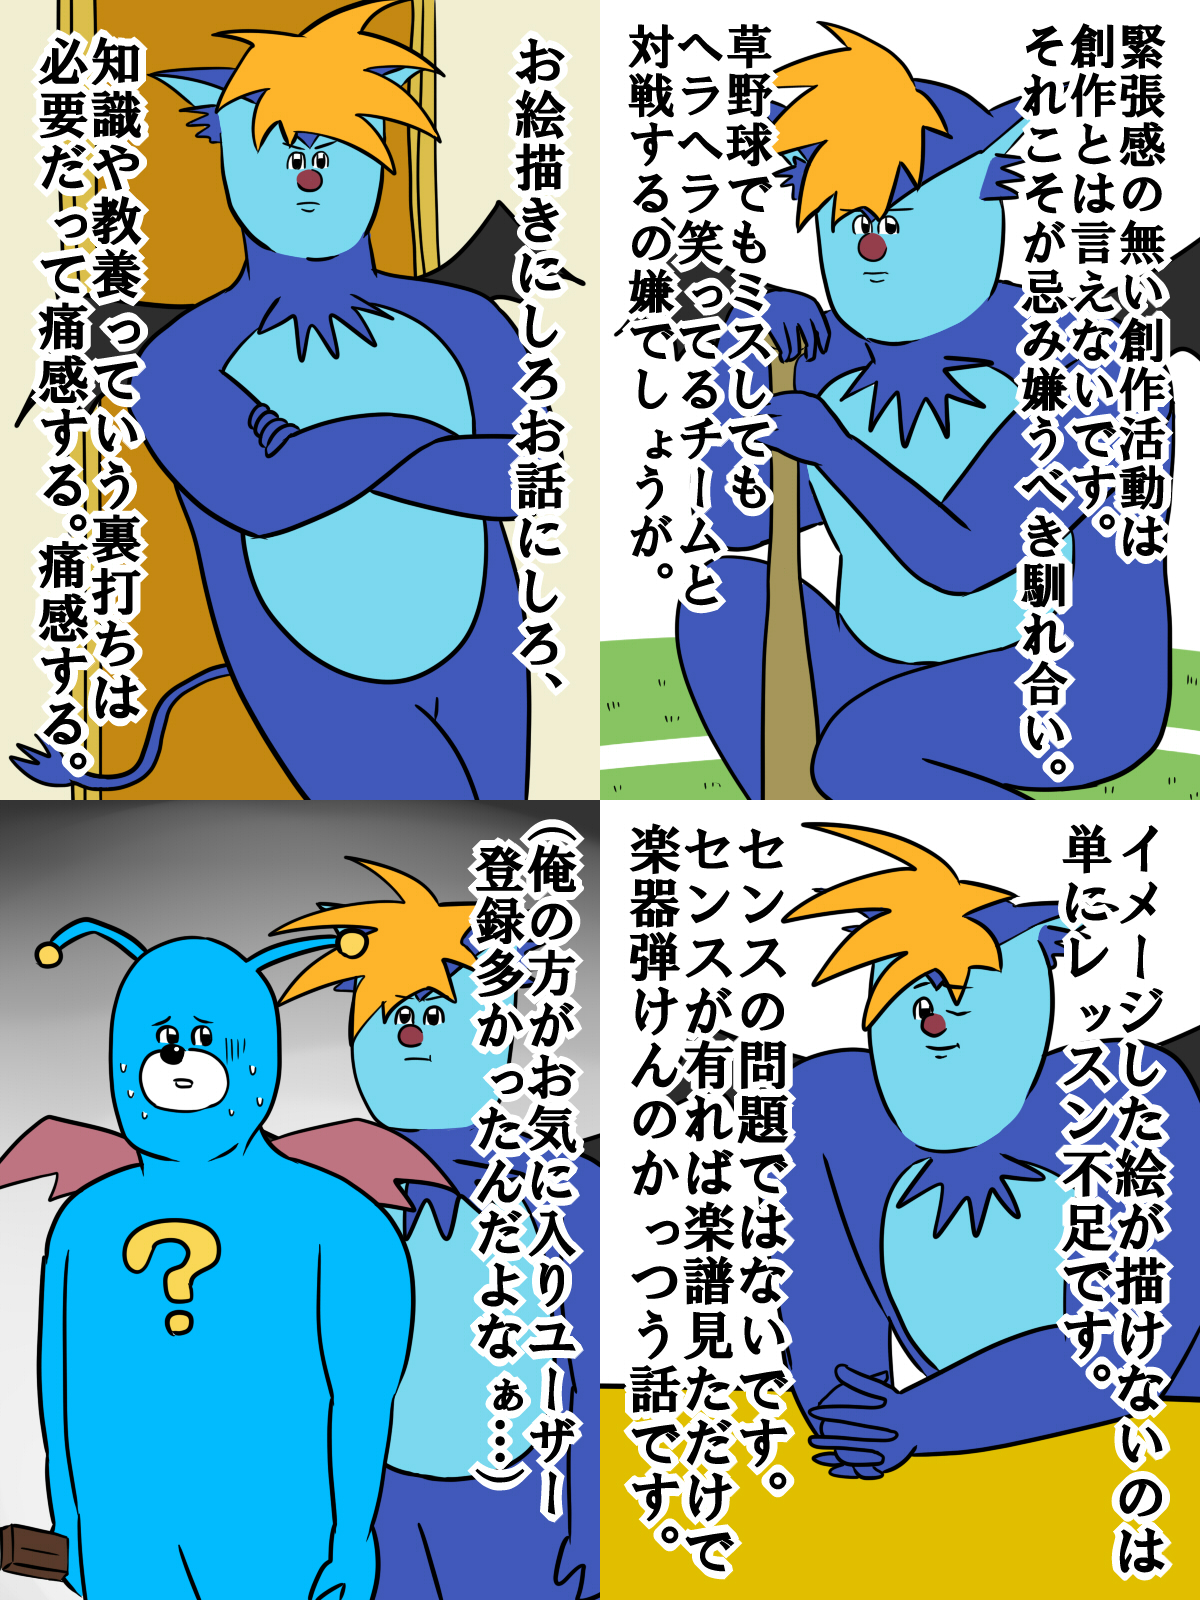 緊張感の無い創作活動は
創作とは言えないです。
それこそが忌み嫌うべき馴れ合い。
草野球でもミスしても
ヘラヘラ笑ってるチームと
対戦するの嫌でしょうが。
お絵描きにしろお話にしろ、
知識や教養っていう裏打ちは
必要だって痛感する。痛感する。
イメージした絵が描けないのは
単にレッスン不足です。
センスの問題ではないです。
センスが有れば楽譜見ただけで
楽器弾けんのかっつう話です。
(俺の方がお気に入りユーザー
登録多かったんだよなぁ…)
?